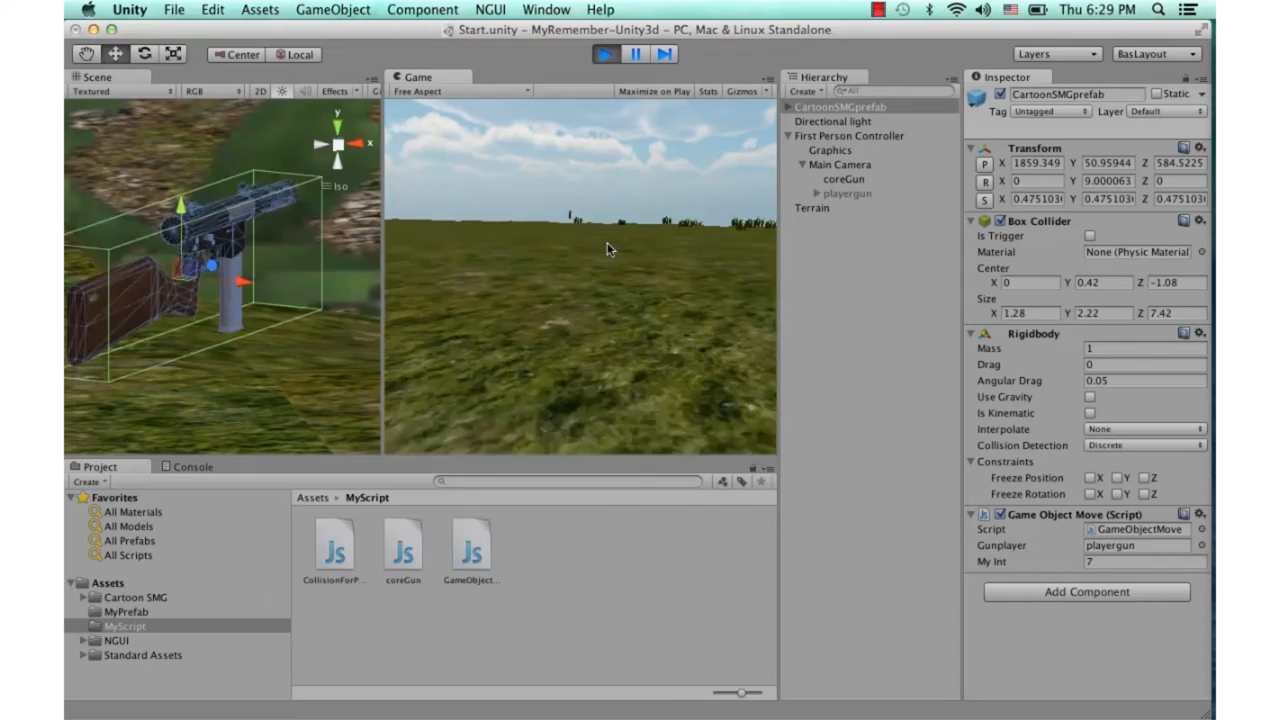 Unity File Edit Assets GameObject Component NGUI Window Help Thu 6:29 PM
Start.unity – MyRemember-Unity3d – PC, Mac & Linux Standalone
Center Local Layers BasLayout
Scene
Textured RGB 2D Effects
Game
Free Aspect Maximize on Play Stats Gizmos
y
x
Iso
Hierarchy
Create All
CartoonSMGprefab
Directional light
First Person Controller
Graphics
Main Camera
coreGun
playergun
Terrain
Inspector
CartoonSMGprefab Static
Tag Untagged Layer Default
Transform
P X 1859.349 Y 50.95944 Z 584.5225
R X 0 Y 9.000063 Z 0
S X 0.475103 Y 0.475103 Z 0.475103
Box Collider
Is Trigger
Material None (Physic Material
Center
X 0 Y 0.42 Z -1.08
Size
X 1.28 Y 2.22 Z 7.42
Rigidbody
Mass 1
Drag 0
Angular Drag 0.05
Use Gravity
Is Kinematic
Interpolate None
Collision Detection Discrete
Constraints
Freeze Position X Y Z
Freeze Rotation X Y Z
Game Object Move (Script)
Script GameObjectMove
Gunplayer playergun
My Int 7
Add Component
Project Console
Create
Favorites
All Materials
All Models
All Prefabs
All Scripts
Assets
Cartoon SMG
MyPrefab
MyScript
NGUI
Standard Assets
Assets MyScript
Js Js Js
CollisionForP... coreGun GameObject...